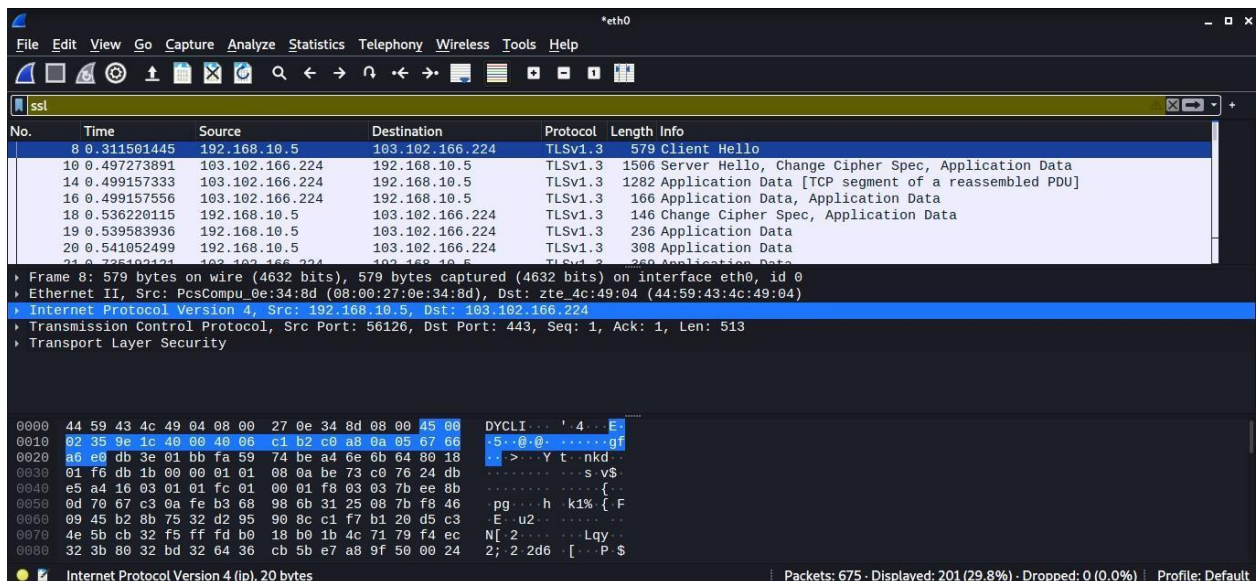 *eth0
File Edit View Go Capture Analyze Statistics Telephony Wireless Tools Help
ssl
No. Time Source Destination Protocol Length Info
8 0.311501445 192.168.10.5 103.102.166.224 TLSv1.3 579 Client Hello
10 0.497273891 103.102.166.224 192.168.10.5 TLSv1.3 1506 Server Hello, Change Cipher Spec, Application Data
14 0.499157333 103.102.166.224 192.168.10.5 TLSv1.3 1282 Application Data [TCP segment of a reassembled PDU]
16 0.499157556 103.102.166.224 192.168.10.5 TLSv1.3 166 Application Data, Application Data
18 0.536220115 192.168.10.5 103.102.166.224 TLSv1.3 146 Change Cipher Spec, Application Data
19 0.539583936 192.168.10.5 103.102.166.224 TLSv1.3 236 Application Data
20 0.541052499 192.168.10.5 103.102.166.224 TLSv1.3 308 Application Data
21 0.735192121 103.102.166.224 192.168.10.5 TLSv1.3 369 Application Data
Frame 8: 579 bytes on wire (4632 bits), 579 bytes captured (4632 bits) on interface eth0, id 0
Ethernet II, Src: PcsCompu_0e:34:8d (08:00:27:0e:34:8d), Dst: zte_4c:49:04 (44:59:43:4c:49:04)
Internet Protocol Version 4, Src: 192.168.10.5, Dst: 103.102.166.224
Transmission Control Protocol, Src Port: 56126, Dst Port: 443, Seq: 1, Ack: 1, Len: 513
Transport Layer Security
0000 44 59 43 4c 49 04 08 00 27 0e 34 8d 08 00 45 00 DYCLI··· '·4···E·
0010 02 35 9e 1c 40 00 40 06 c1 b2 c0 a8 0a 05 67 66 ·5··@·@· ······gf
0020 a6 e0 db 3e 01 bb fa 59 74 be a4 6e 6b 64 80 18 ···>···Y t··nkd··
0030 01 f6 db 1b 00 00 01 01 08 0a be 73 c0 76 24 db ········ ···s·v$·
0040 e5 a4 16 03 01 01 fc 01 00 01 f8 03 03 7b ee 8b ········ ·····{··
0050 0d 70 67 c3 0a fe b3 68 98 6b 31 25 08 7b f8 46 ·pg····h ·k1%·{·F
0060 09 45 b2 8b 75 32 d2 95 90 8c c1 f7 b1 20 d5 c3 ·E··u2·· ····· ··
0070 4e 5b cb 32 f5 ff fd b0 18 b0 1b 4c 71 79 f4 ec N[·2···· ···Lqy··
0080 32 3b 80 32 bd 32 64 36 cb 5b e7 a8 9f 50 00 24 2;·2·2d6 ·[···P·$
Internet Protocol Version 4 (ip), 20 bytes Packets: 675 · Displayed: 201 (29.8%) · Dropped: 0 (0.0%) Profile: Default